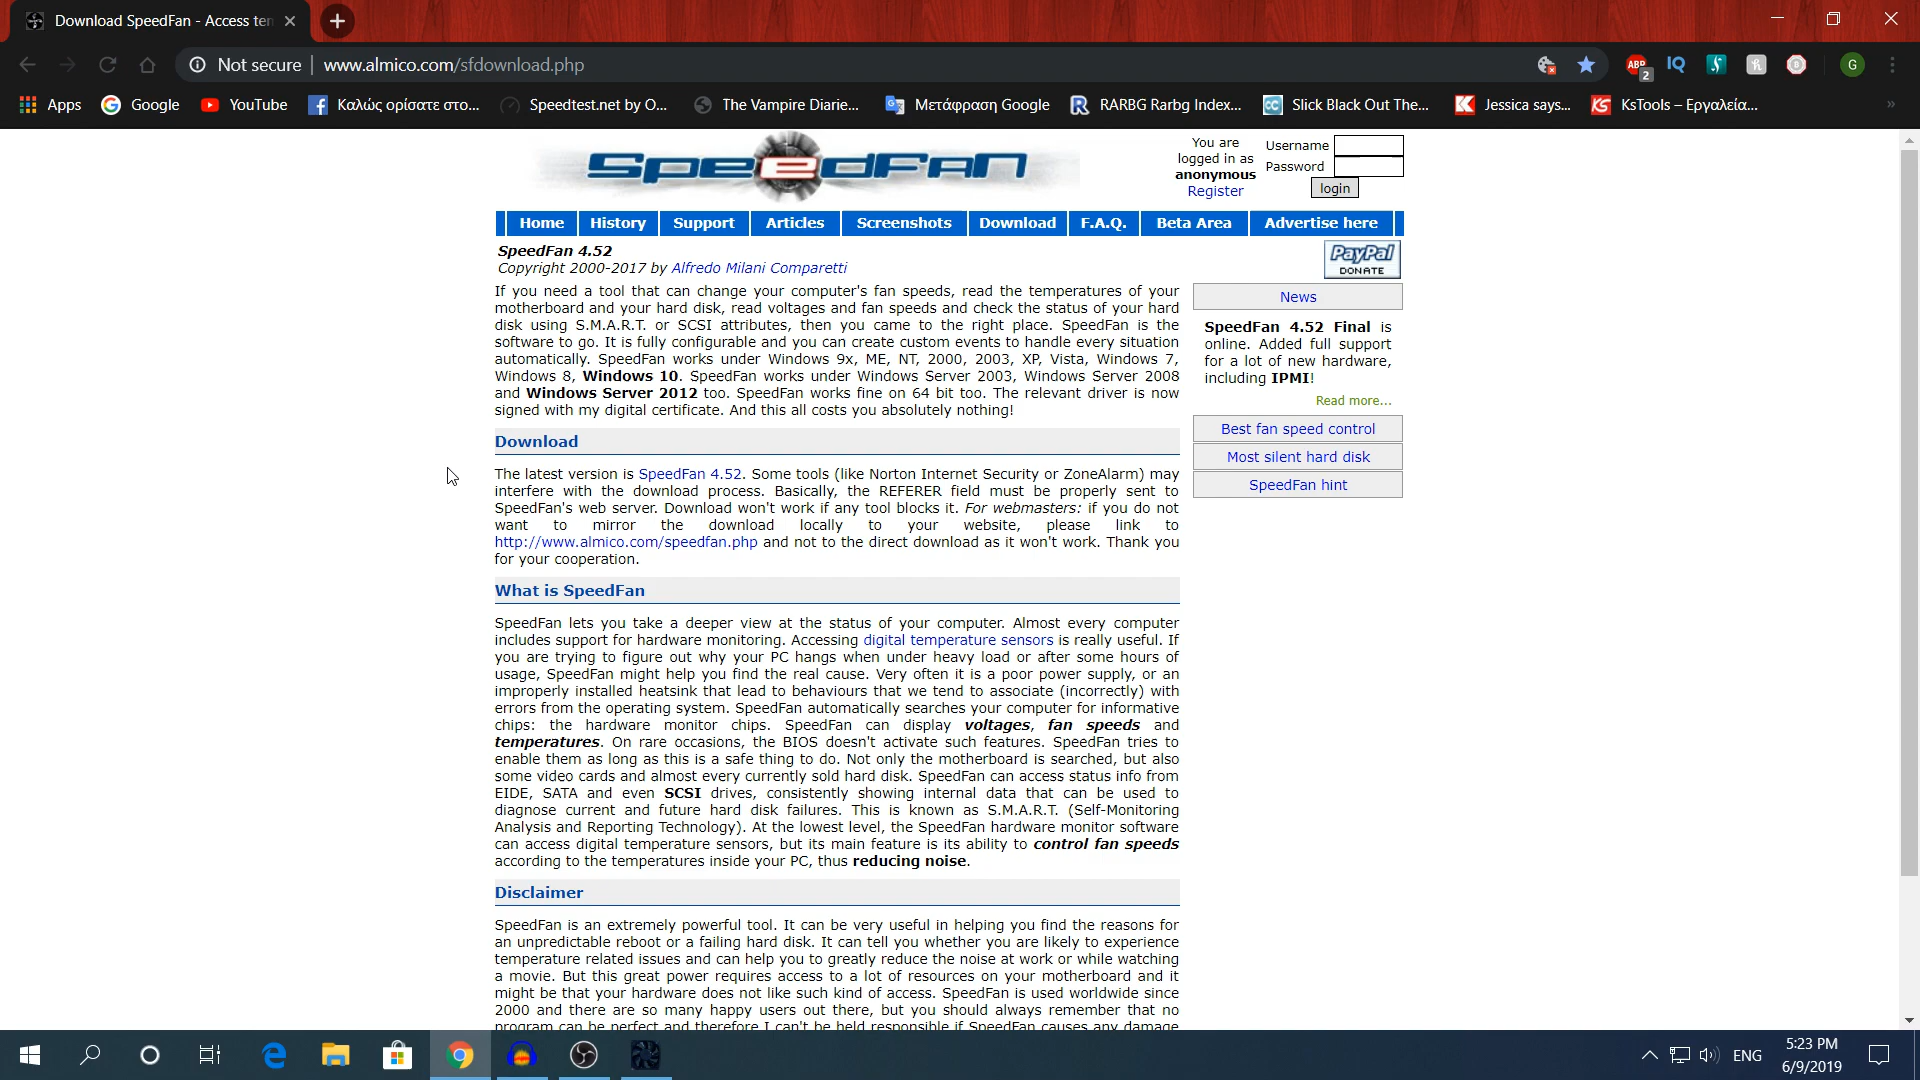 Download SpeedFan - Access ten
Not secure | www.almico.com/sfdownload.php
ABP
2
IQ
G
Apps
Google
YouTube
Καλώς ορίσατε στο...
Speedtest.net by O...
The Vampire Diarie...
Μετάφραση Google
RARBG Rarbg Index...
Slick Black Out The...
Jessica says...
KsTools – Εργαλεία...
»
SpeedFan
You are
logged in as
anonymous
Register
Username
Password
login
Home
History
Support
Articles
Screenshots
Download
F.A.Q.
Beta Area
Advertise here
SpeedFan 4.52
Copyright 2000-2017 by Alfredo Milani Comparetti
PayPal
DONATE
If you need a tool that can change your computer's fan speeds, read the temperatures of your
motherboard and your hard disk, read voltages and fan speeds and check the status of your hard
disk using S.M.A.R.T. or SCSI attributes, then you came to the right place. SpeedFan is the
software to go. It is fully configurable and you can create custom events to handle every situation
automatically. SpeedFan works under Windows 9x, ME, NT, 2000, 2003, XP, Vista, Windows 7,
Windows 8, Windows 10. SpeedFan works under Windows Server 2003, Windows Server 2008
and Windows Server 2012 too. SpeedFan works fine on 64 bit too. The relevant driver is now
signed with my digital certificate. And this all costs you absolutely nothing!
News
SpeedFan 4.52 Final is
online. Added full support
for a lot of new hardware,
including IPMI!
Read more...
Best fan speed control
Most silent hard disk
SpeedFan hint
Download
The latest version is SpeedFan 4.52. Some tools (like Norton Internet Security or ZoneAlarm) may
interfere with the download process. Basically, the REFERER field must be properly sent to
SpeedFan's web server. Download won't work if any tool blocks it. For webmasters: if you do not
want to mirror the download locally to your website, please link to
http://www.almico.com/speedfan.php and not to the direct download as it won't work. Thank you
for your cooperation.
What is SpeedFan
SpeedFan lets you take a deeper view at the status of your computer. Almost every computer
includes support for hardware monitoring. Accessing digital temperature sensors is really useful. If
you are trying to figure out why your PC hangs when under heavy load or after some hours of
usage, SpeedFan might help you find the real cause. Very often it is a poor power supply, or an
improperly installed heatsink that lead to behaviours that we tend to associate (incorrectly) with
errors from the operating system. SpeedFan automatically searches your computer for informative
chips: the hardware monitor chips. SpeedFan can display voltages, fan speeds and
temperatures. On rare occasions, the BIOS doesn't activate such features. SpeedFan tries to
enable them as long as this is a safe thing to do. Not only the motherboard is searched, but also
some video cards and almost every currently sold hard disk. SpeedFan can access status info from
EIDE, SATA and even SCSI drives, consistently showing internal data that can be used to
diagnose current and future hard disk failures. This is known as S.M.A.R.T. (Self-Monitoring
Analysis and Reporting Technology). At the lowest level, the SpeedFan hardware monitor software
can access digital temperature sensors, but its main feature is its ability to control fan speeds
according to the temperatures inside your PC, thus reducing noise.
Disclaimer
SpeedFan is an extremely powerful tool. It can be very useful in helping you find the reasons for
an unpredictable reboot or a failing hard disk. It can tell you whether you are likely to experience
temperature related issues and can help you to greatly reduce the noise at work or while watching
a movie. But this great power requires access to a lot of resources on your motherboard and it
might be that your hardware does not like such kind of access. SpeedFan is used worldwide since
2000 and there are so many happy users out there, but you should always remember that no
program can be perfect and therefore I can't be held responsible if SpeedFan causes any damage
ENG
5:23 PM
6/9/2019